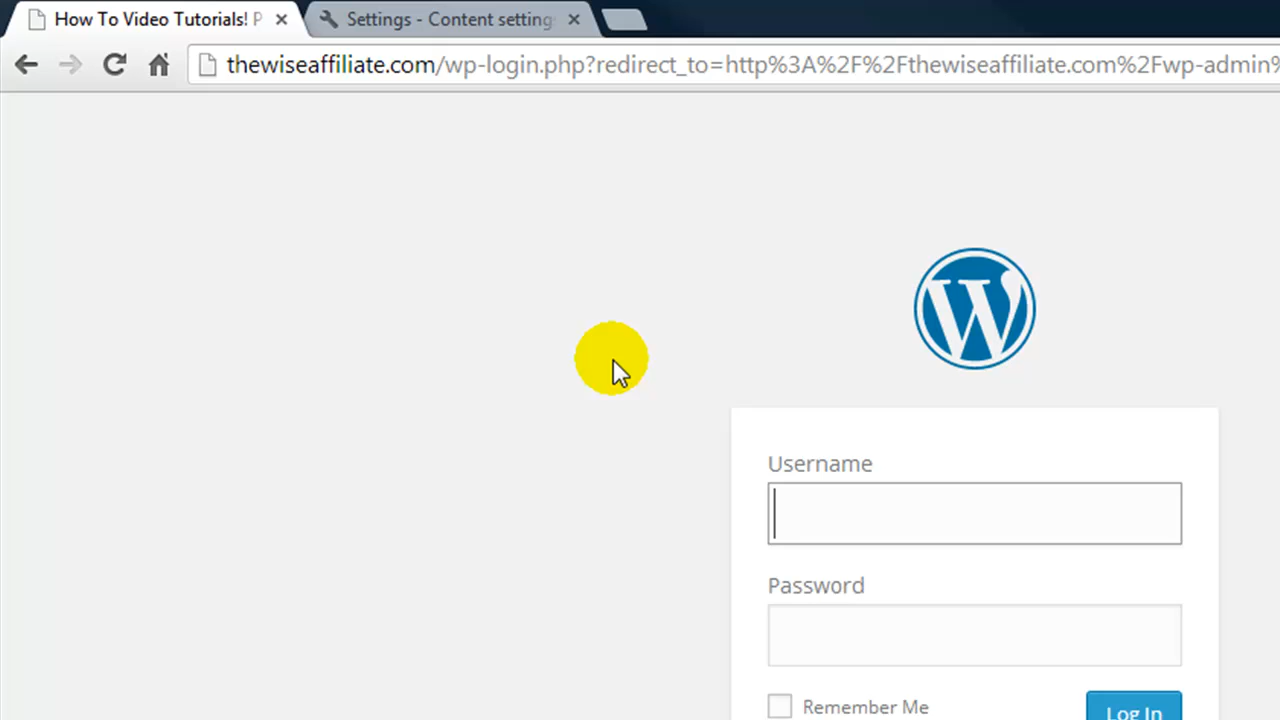 How To Video Tutorials! P
Settings - Content setting
thewiseaffiliate.com/wp-login.php?redirect_to=http%3A%2F%2Fthewiseaffiliate.com%2Fwp-admin%
W
Username
Password
Remember Me
Log In